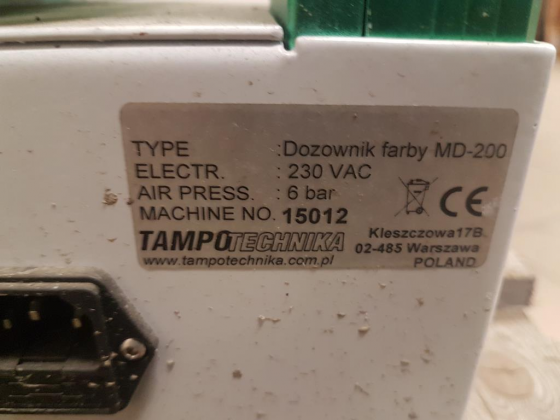 TYPE :Dozownik farby MD-200
ELECTR. : 230 VAC
AIR PRESS. : 6 bar
MACHINE NO. 15012
TAMPOTECHNIKA Kleszczowa17B
www.tampotechnika.com.pl 02-485 Warszawa
POLAND
CE